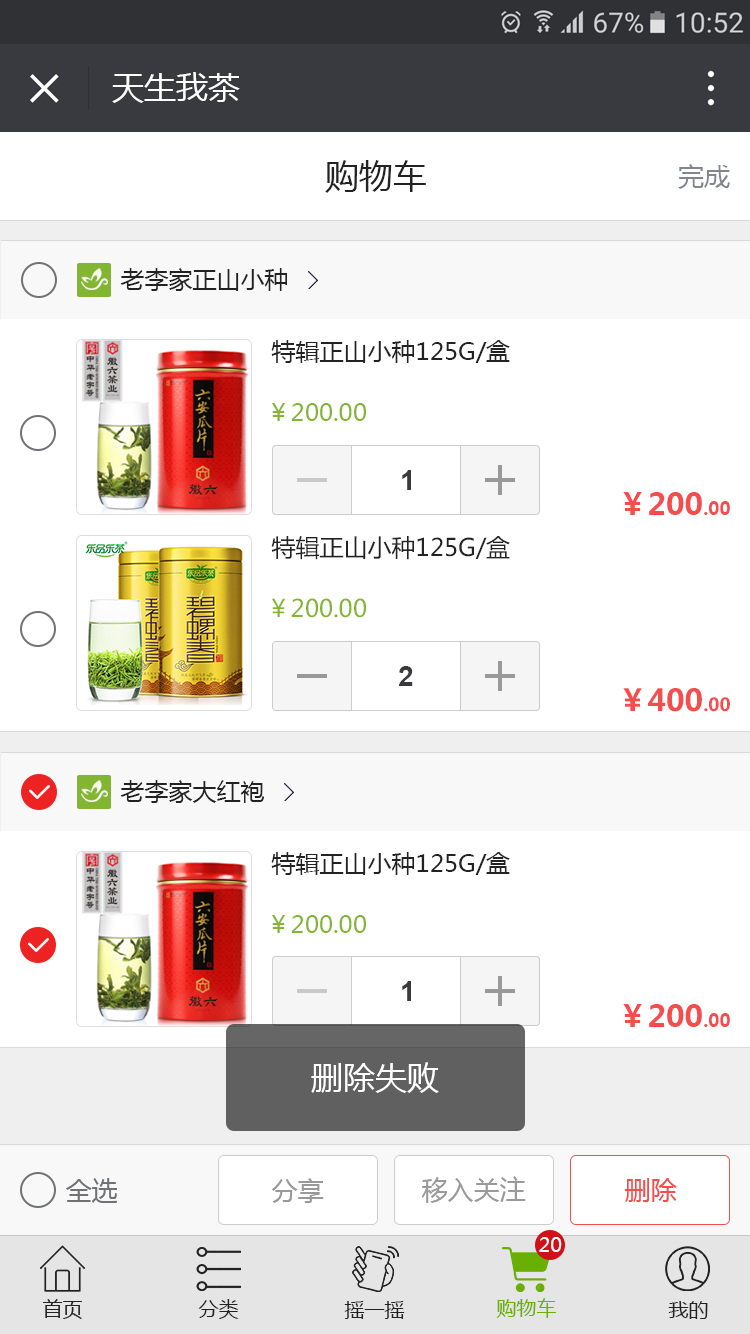 67% 10:52
天生我茶
购物车
完成
老李家正山小种
中华老字号
徽六茶业
六安瓜片
徽六
特辑正山小种125G/盒
¥ 200.00
1
¥ 200.00
乐品乐茶
乐品乐茶
碧螺春
碧螺春
特辑正山小种125G/盒
¥ 200.00
2
¥ 400.00
老李家大红袍
中华老字号
徽六茶业
六安瓜片
徽六
特辑正山小种125G/盒
¥ 200.00
1
¥ 200.00
删除失败
全选
分享
移入关注
删除
20
首页
分类
摇一摇
购物车
我的